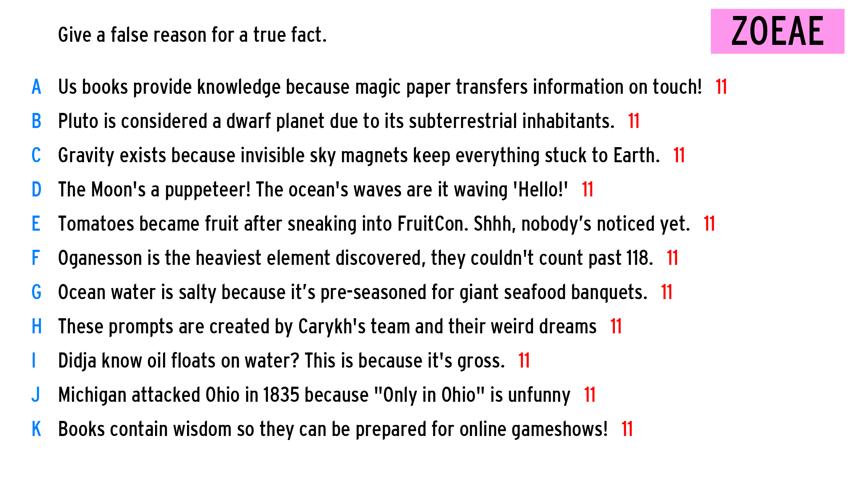 Give a false reason for a true fact.
ZOEAE
A Us books provide knowledge because magic paper transfers information on touch! 11
B Pluto is considered a dwarf planet due to its subterrestrial inhabitants. 11
C Gravity exists because invisible sky magnets keep everything stuck to Earth. 11
D The Moon's a puppeteer! The ocean's waves are it waving 'Hello!' 11
E Tomatoes became fruit after sneaking into FruitCon. Shhh, nobody’s noticed yet. 11
F Oganesson is the heaviest element discovered, they couldn't count past 118. 11
G Ocean water is salty because it’s pre-seasoned for giant seafood banquets. 11
H These prompts are created by Carykh's team and their weird dreams 11
I Didja know oil floats on water? This is because it's gross. 11
J Michigan attacked Ohio in 1835 because "Only in Ohio" is unfunny 11
K Books contain wisdom so they can be prepared for online gameshows! 11